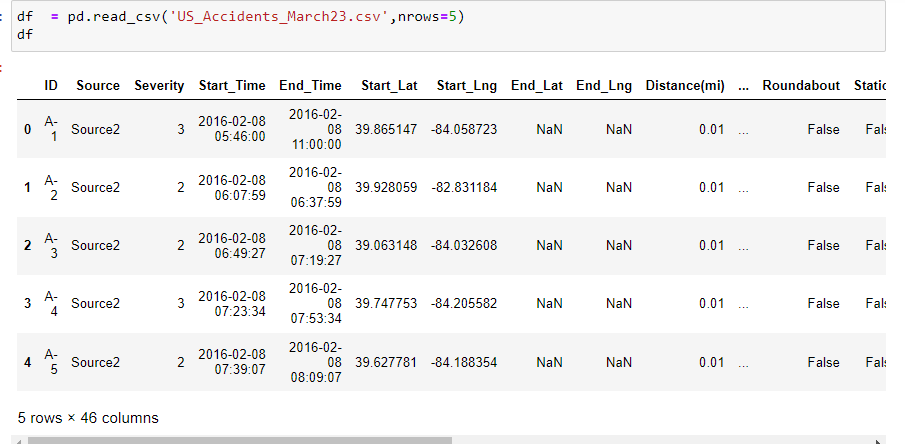 df  = pd.read_csv('US_Accidents_March23.csv',nrows=5)
df
ID Source Severity Start_Time End_Time Start_Lat Start_Lng End_Lat End_Lng Distance(mi) ... Roundabout Static
0 A-1 Source2 3 2016-02-08 05:46:00 2016-02-08 11:00:00 39.865147 -84.058723 NaN NaN 0.01 ... False Fals
1 A-2 Source2 2 2016-02-08 06:07:59 2016-02-08 06:37:59 39.928059 -82.831184 NaN NaN 0.01 ... False Fals
2 A-3 Source2 2 2016-02-08 06:49:27 2016-02-08 07:19:27 39.063148 -84.032608 NaN NaN 0.01 ... False Fals
3 A-4 Source2 3 2016-02-08 07:23:34 2016-02-08 07:53:34 39.747753 -84.205582 NaN NaN 0.01 ... False Fals
4 A-5 Source2 2 2016-02-08 07:39:07 2016-02-08 08:09:07 39.627781 -84.188354 NaN NaN 0.01 ... False Fals
5 rows × 46 columns